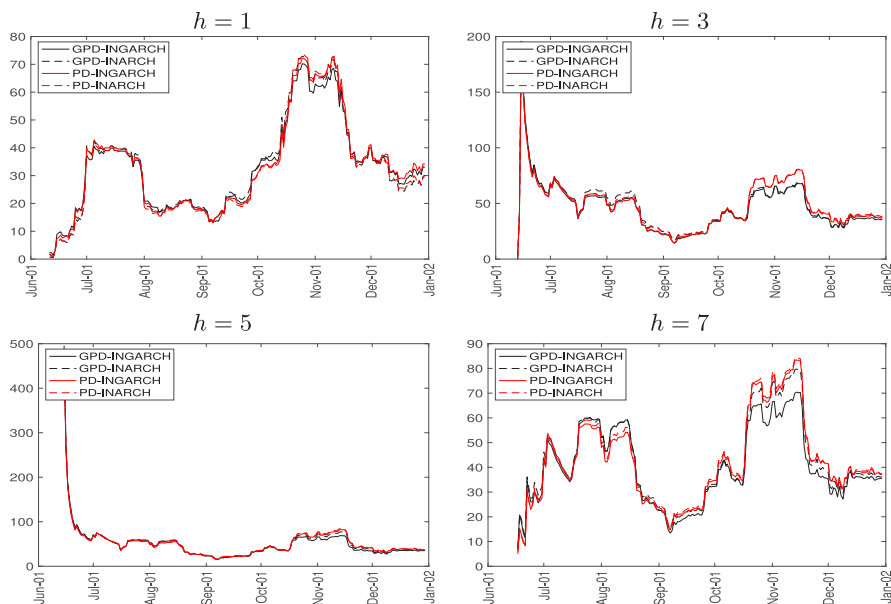 h = 1
80
70
60
50
40
30
20
10
0
GPD-INGARCH
GPD-INARCH
PD-INGARCH
PD-INARCH
Jun-01
Jul-01
Aug-01
Sep-01
Oct-01
Nov-01
Dec-01
Jan-02
h = 3
200
150
100
50
0
GPD-INGARCH
GPD-INARCH
PD-INGARCH
PD-INARCH
Jun-01
Jul-01
Aug-01
Sep-01
Oct-01
Nov-01
Dec-01
Jan-02
h = 5
500
400
300
200
100
0
GPD-INGARCH
GPD-INARCH
PD-INGARCH
PD-INARCH
Jun-01
Jul-01
Aug-01
Sep-01
Oct-01
Nov-01
Dec-01
Jan-02
h = 7
90
80
70
60
50
40
30
20
10
0
GPD-INGARCH
GPD-INARCH
PD-INGARCH
PD-INARCH
Jun-01
Jul-01
Aug-01
Sep-01
Oct-01
Nov-01
Dec-01
Jan-02